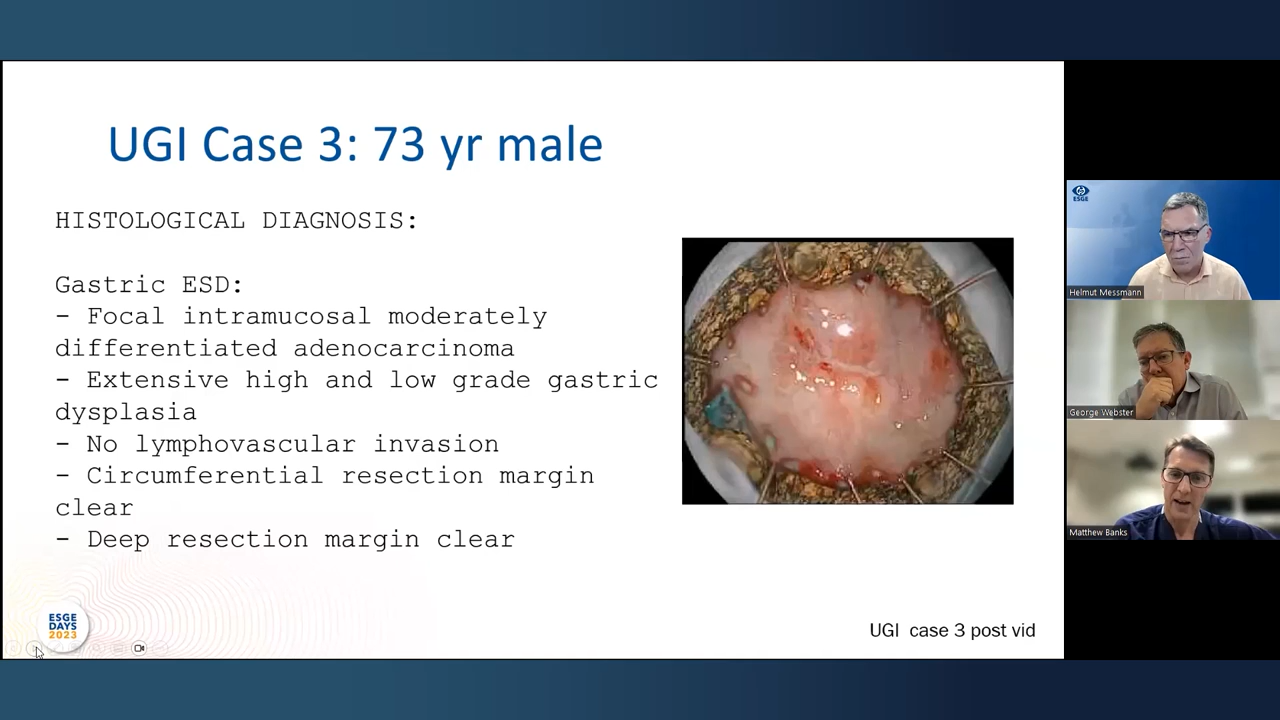 UGI Case 3: 73 yr male
HISTOLOGICAL DIAGNOSIS:
Gastric ESD:
- Focal intramucosal moderately
differentiated adenocarcinoma
- Extensive high and low grade gastric
dysplasia
- No lymphovascular invasion
- Circumferential resection margin
clear
- Deep resection margin clear
ESGE
DAYS
2023
UGI case 3 post vid
ESGE
Helmut Messmann
George Webster
Matthew Banks